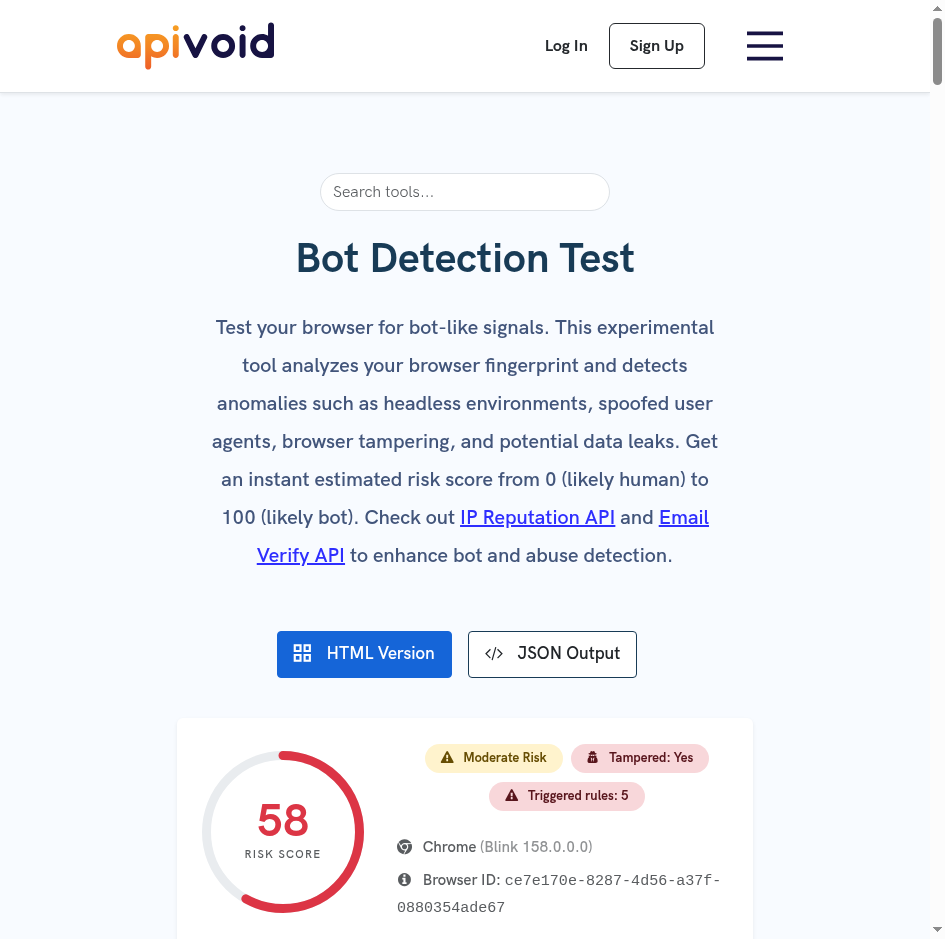 apivoid
Log In
Sign Up
Search tools...
Bot Detection Test
Test your browser for bot-like signals. This experimental
tool analyzes your browser fingerprint and detects
anomalies such as headless environments, spoofed user
agents, browser tampering, and potential data leaks. Get
an instant estimated risk score from 0 (likely human) to
100 (likely bot). Check out IP Reputation API and Email
Verify API to enhance bot and abuse detection.
HTML Version
JSON Output
58
RISK SCORE
Moderate Risk
Tampered: Yes
Triggered rules: 5
Chrome (Blink 158.0.0.0)
Browser ID: ce7e170e-8287-4d56-a37f-
0880354ade67